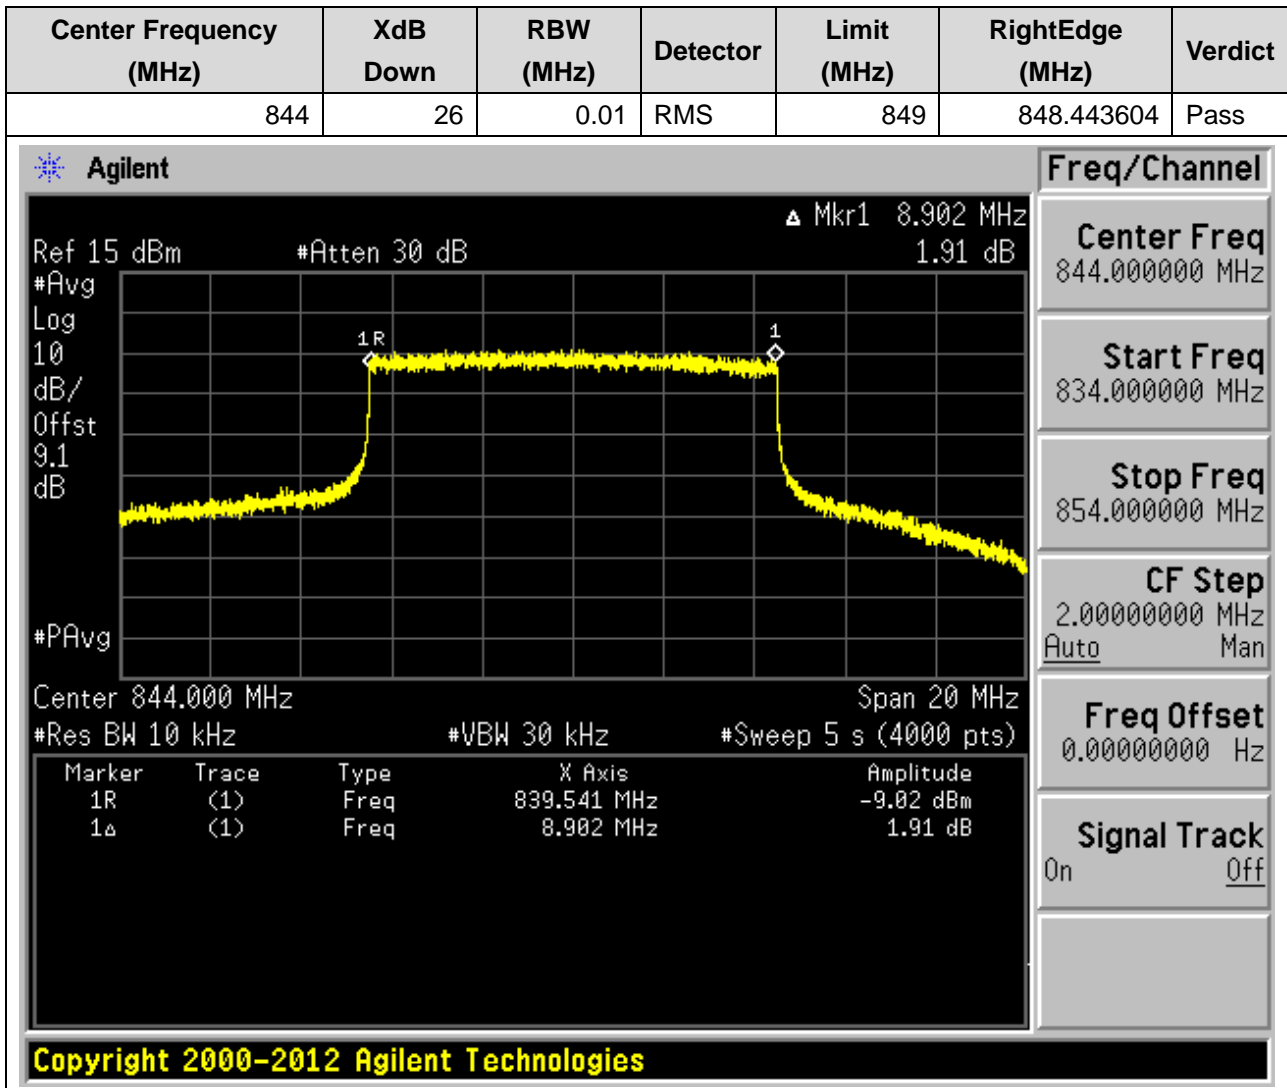 Center Frequency (MHz) XdB Down RBW (MHz) Detector Limit (MHz) RightEdge (MHz) Verdict
844 26 0.01 RMS 849 848.443604 Pass
Agilent
Freq/Channel
Δ Mkr1 8.902 MHz
Ref 15 dBm #Atten 30 dB 1.91 dB
#Avg
Log
10
dB/
Offst
9.1
dB
#PAvg
1R
1
Center 844.000 MHz Span 20 MHz
#Res BW 10 kHz #VBW 30 kHz #Sweep 5 s (4000 pts)
Marker Trace Type X Axis Amplitude
1R (1) Freq 839.541 MHz -9.02 dBm
1Δ (1) Freq 8.902 MHz 1.91 dB
Center Freq
844.000000 MHz
Start Freq
834.000000 MHz
Stop Freq
854.000000 MHz
CF Step
2.00000000 MHz
Auto Man
Freq Offset
0.00000000 Hz
Signal Track
On Off
Copyright 2000-2012 Agilent Technologies